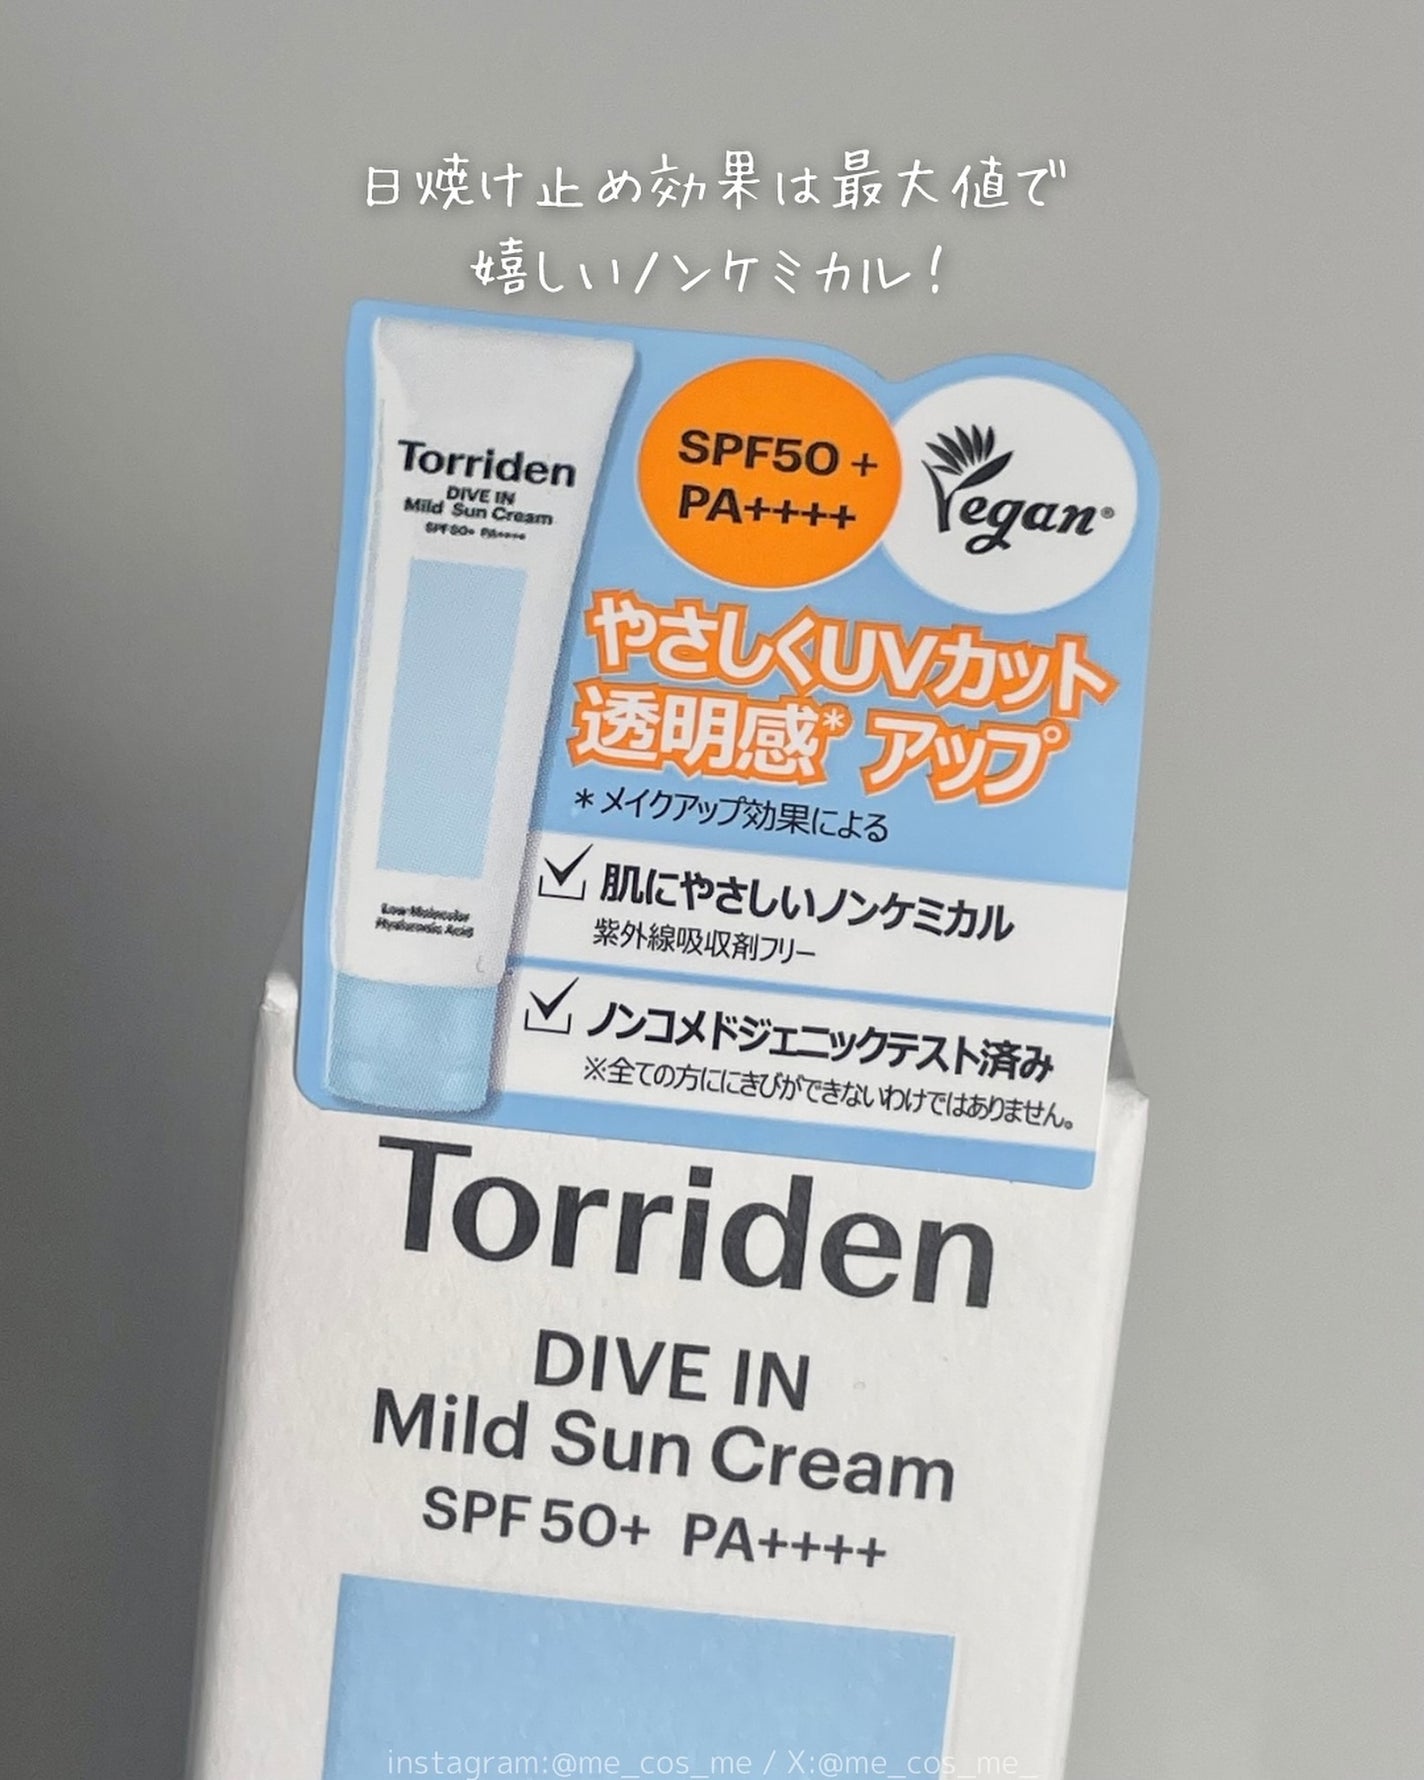 日焼け止め効果は最大値で
嬉しいノンケミカル！
Torriden
DIVE IN
Mild Sun Cream
SPF50+ PA++++
Low Molecular
Hyaluronic Acid
SPF50+
PA++++
Vegan®
やさしくUVカット
透明感* アップ
*メイクアップ効果による
肌にやさしいノンケミカル
紫外線吸収剤フリー
ノンコメドジェニックテスト済み
※全ての方ににきびができないわけではありません。
Torriden
DIVE IN
Mild Sun Cream
SPF50+ PA++++
instagram:@me_cos_me / X:@me_cos_me_